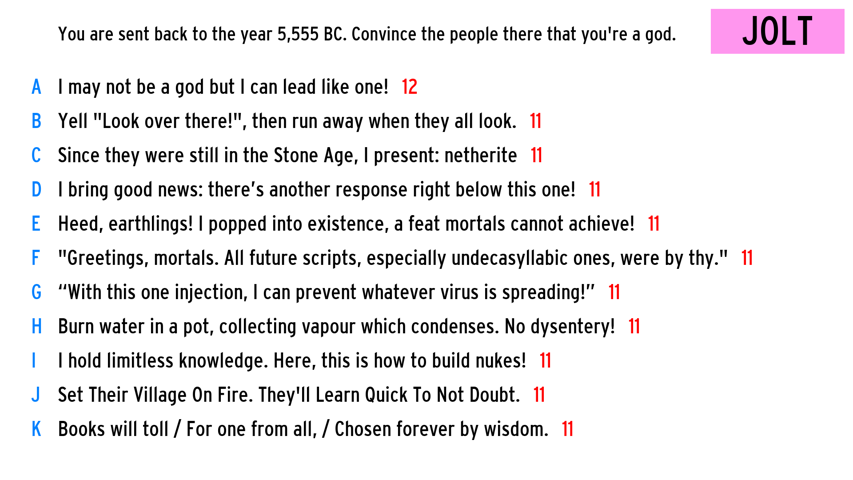 You are sent back to the year 5,555 BC. Convince the people there that you're a god.
JOLT
A I may not be a god but I can lead like one! 12
B Yell "Look over there!", then run away when they all look. 11
C Since they were still in the Stone Age, I present: netherite 11
D I bring good news: there’s another response right below this one! 11
E Heed, earthlings! I popped into existence, a feat mortals cannot achieve! 11
F "Greetings, mortals. All future scripts, especially undecasyllabic ones, were by thy." 11
G “With this one injection, I can prevent whatever virus is spreading!” 11
H Burn water in a pot, collecting vapour which condenses. No dysentery! 11
I I hold limitless knowledge. Here, this is how to build nukes! 11
J Set Their Village On Fire. They'll Learn Quick To Not Doubt. 11
K Books will toll / For one from all, / Chosen forever by wisdom. 11